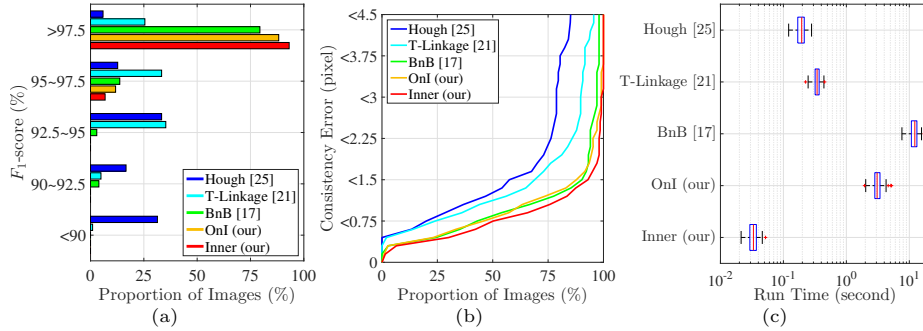 F1-score (%)
>97.5
95~97.5
92.5~95
90~92.5
<90
Hough [25]
T-Linkage [21]
BnB [17]
OnI (our)
Inner (our)
0 25 50 75 100
Proportion of Images (%)
(a)
Consistency Error (pixel)
<4.5
<3.75
<3
<2.25
<1.5
<0.75
0
Hough [25]
T-Linkage [21]
BnB [17]
OnI (our)
Inner (our)
0 25 50 75 100
Proportion of Images (%)
(b)
Hough [25]
T-Linkage [21]
BnB [17]
OnI (our)
Inner (our)
10^-2 10^-1 10^0 10^1
Run Time (second)
(c)